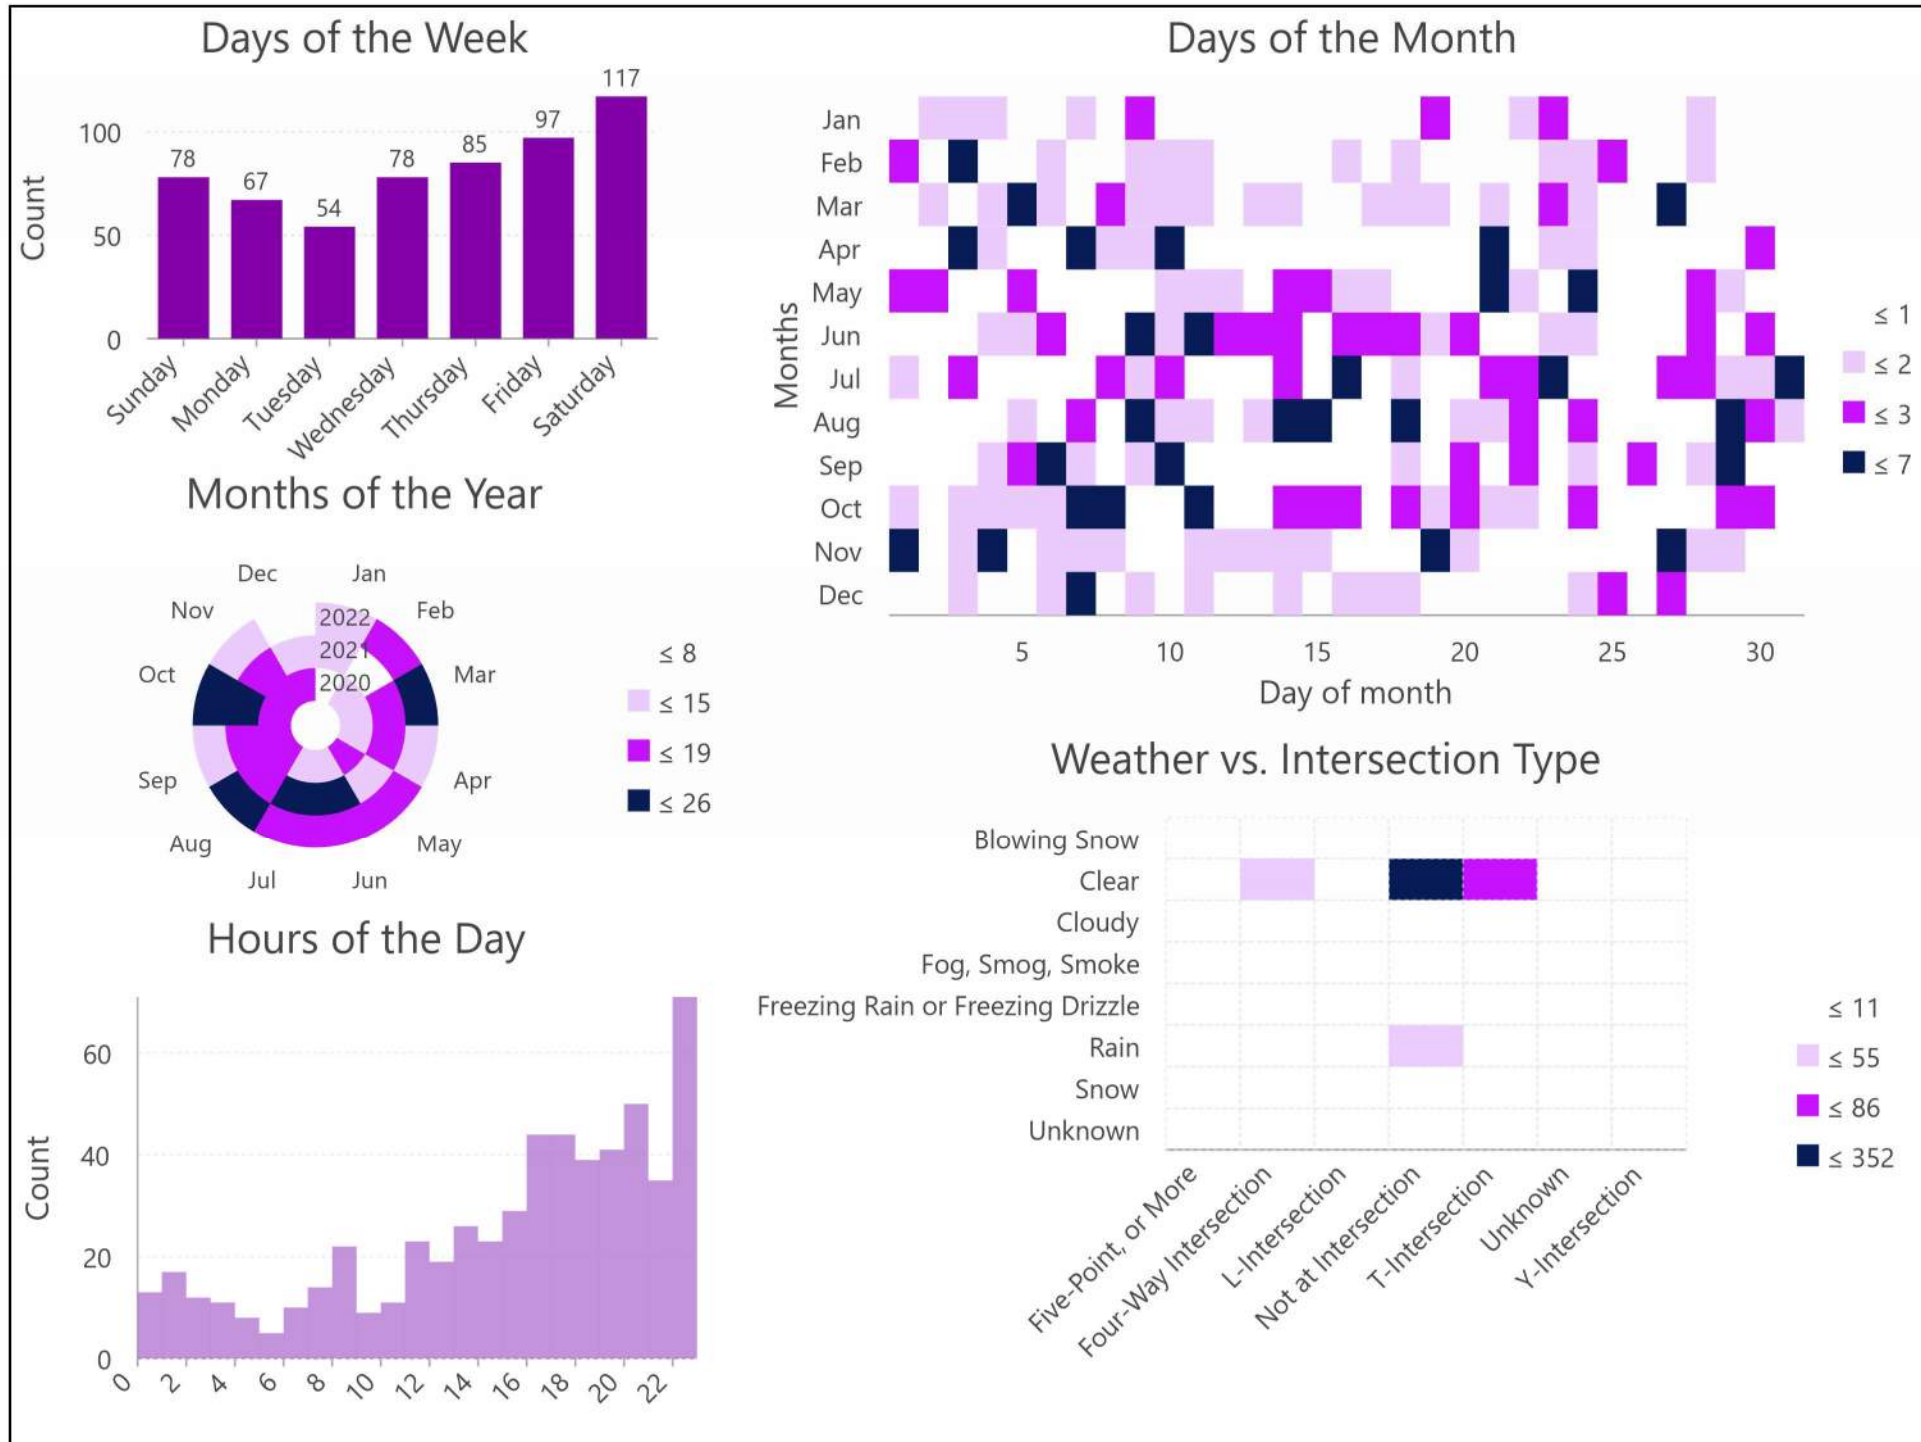 Days of the Week
Count
100
50
0
78
67
54
78
85
97
117
Sunday
Monday
Tuesday
Wednesday
Thursday
Friday
Saturday
Months of the Year
Dec
Jan
Nov
Feb
Oct
Mar
Sep
Apr
Aug
May
Jul
Jun
2022
2021
2020
≤ 8
≤ 15
≤ 19
≤ 26
Hours of the Day
Count
60
40
20
0
0
2
4
6
8
10
12
14
16
18
20
22
Days of the Month
Months
Jan
Feb
Mar
Apr
May
Jun
Jul
Aug
Sep
Oct
Nov
Dec
5
10
15
20
25
30
Day of month
≤ 1
≤ 2
≤ 3
≤ 7
Weather vs. Intersection Type
Blowing Snow
Clear
Cloudy
Fog, Smog, Smoke
Freezing Rain or Freezing Drizzle
Rain
Snow
Unknown
Five-Point, or More
Four-Way Intersection
L-Intersection
Not at Intersection
T-Intersection
Unknown
Y-Intersection
≤ 11
≤ 55
≤ 86
≤ 352